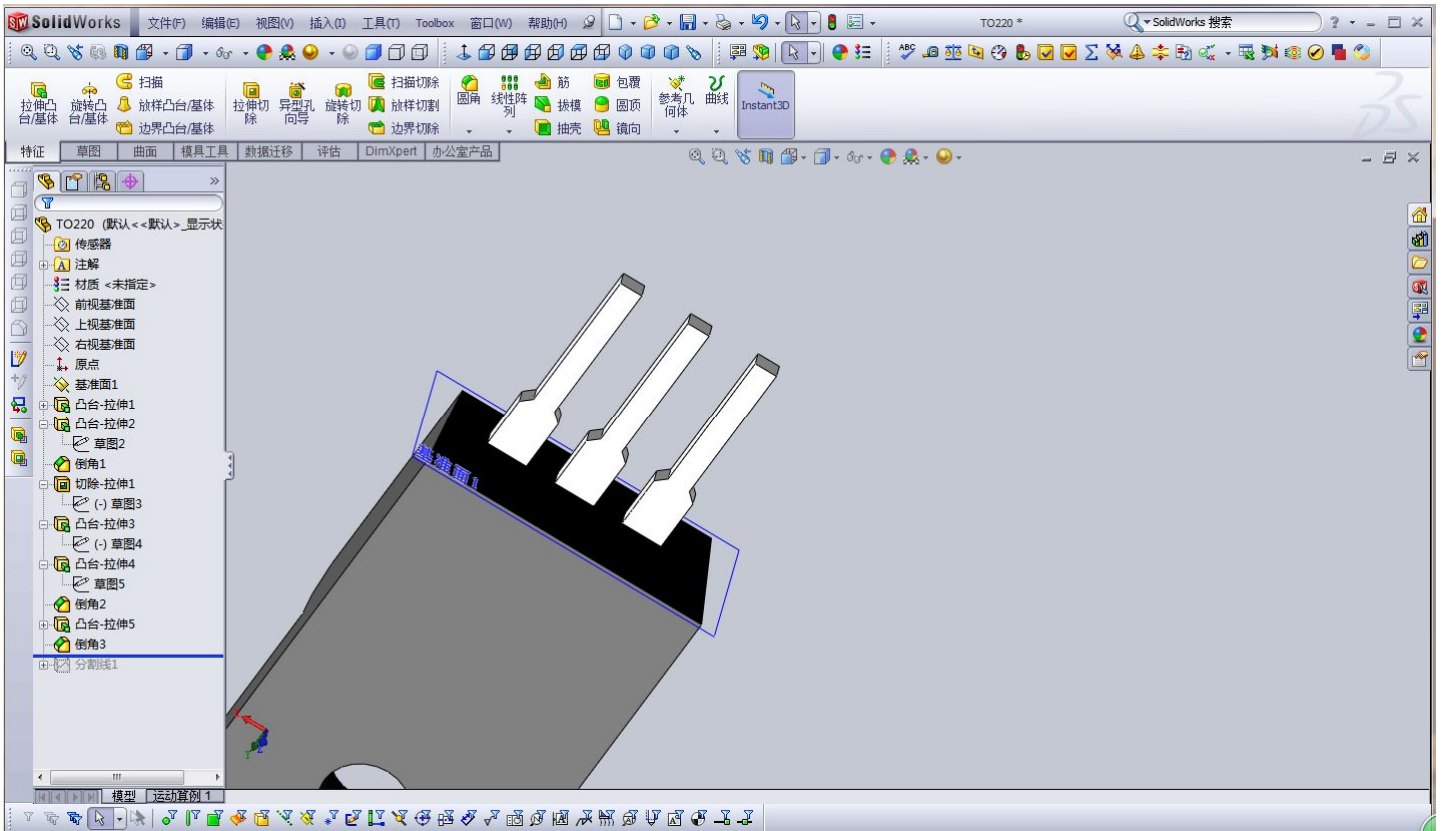 SolidWorks 文件(F) 编辑(E) 视图(V) 插入(I) 工具(T) Toolbox 窗口(W) 帮助(H) TO220 * SolidWorks 搜索
拉伸凸台/基体 旋转凸台/基体 扫描 放样凸台/基体 边界凸台/基体 拉伸切除 异型孔向导 旋转切除 扫描切除 放样切割 边界切除 圆角 线性阵列 筋 拔模 抽壳 包覆 圆顶 镜向 参考几何体 曲线 Instant3D
特征 草图 曲面 模具工具 数据迁移 评估 DimXpert 办公室产品
TO220 (默认<<默认>_显示状
传感器
注解
材质 <未指定>
前视基准面
上视基准面
右视基准面
原点
基准面1
凸台-拉伸1
凸台-拉伸2
草图2
倒角1
切除-拉伸1
(-) 草图3
凸台-拉伸3
(-) 草图4
凸台-拉伸4
草图5
倒角2
凸台-拉伸5
倒角3
分割线1
基准面1
模型 运动算例 1